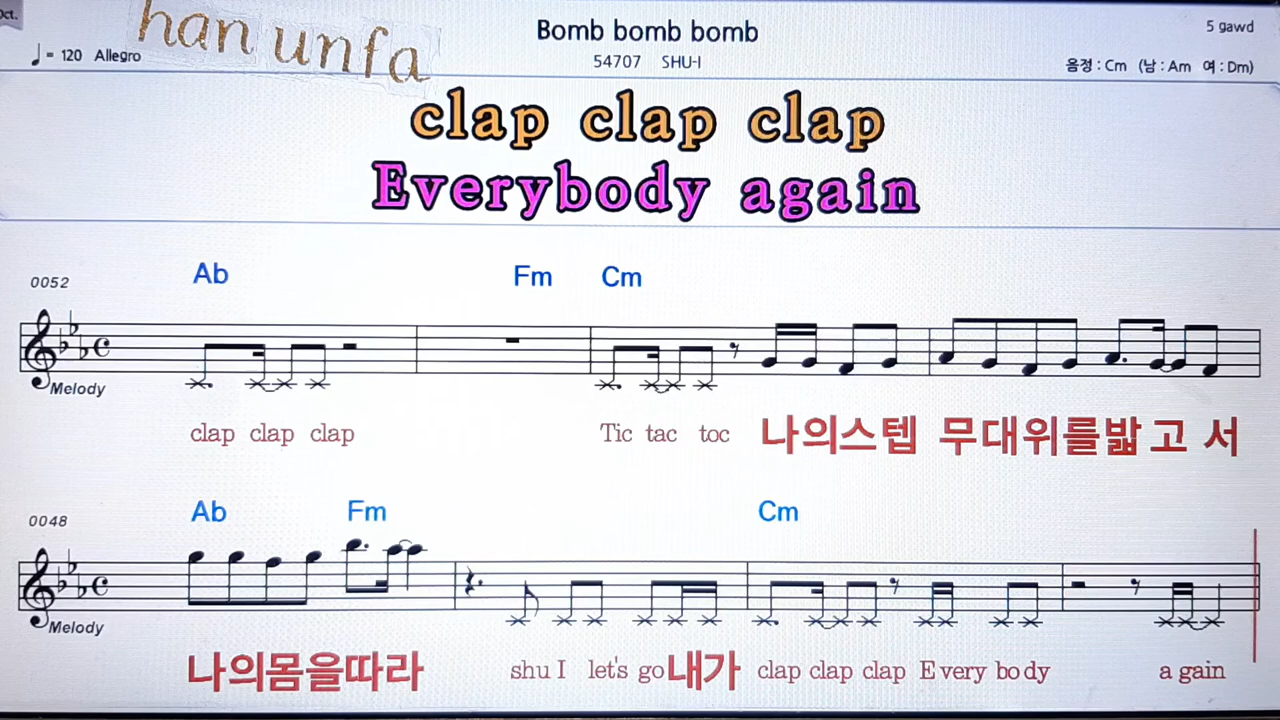 Oct.
han unfa
♩ = 120 Allegro
Bomb bomb bomb
54707 SHU-I
5 gawd
음정 : Cm (남 : Am 여 : Dm)
clap clap clap
Everybody again
0052
Ab Fm Cm
Melody
clap clap clap Tic tac toc 나의스텝 무대위를밟고 서
0048
Ab Fm Cm
Melody
나의몸을따라 shu I let's go 내가 clap clap clap E very bo dy a gain